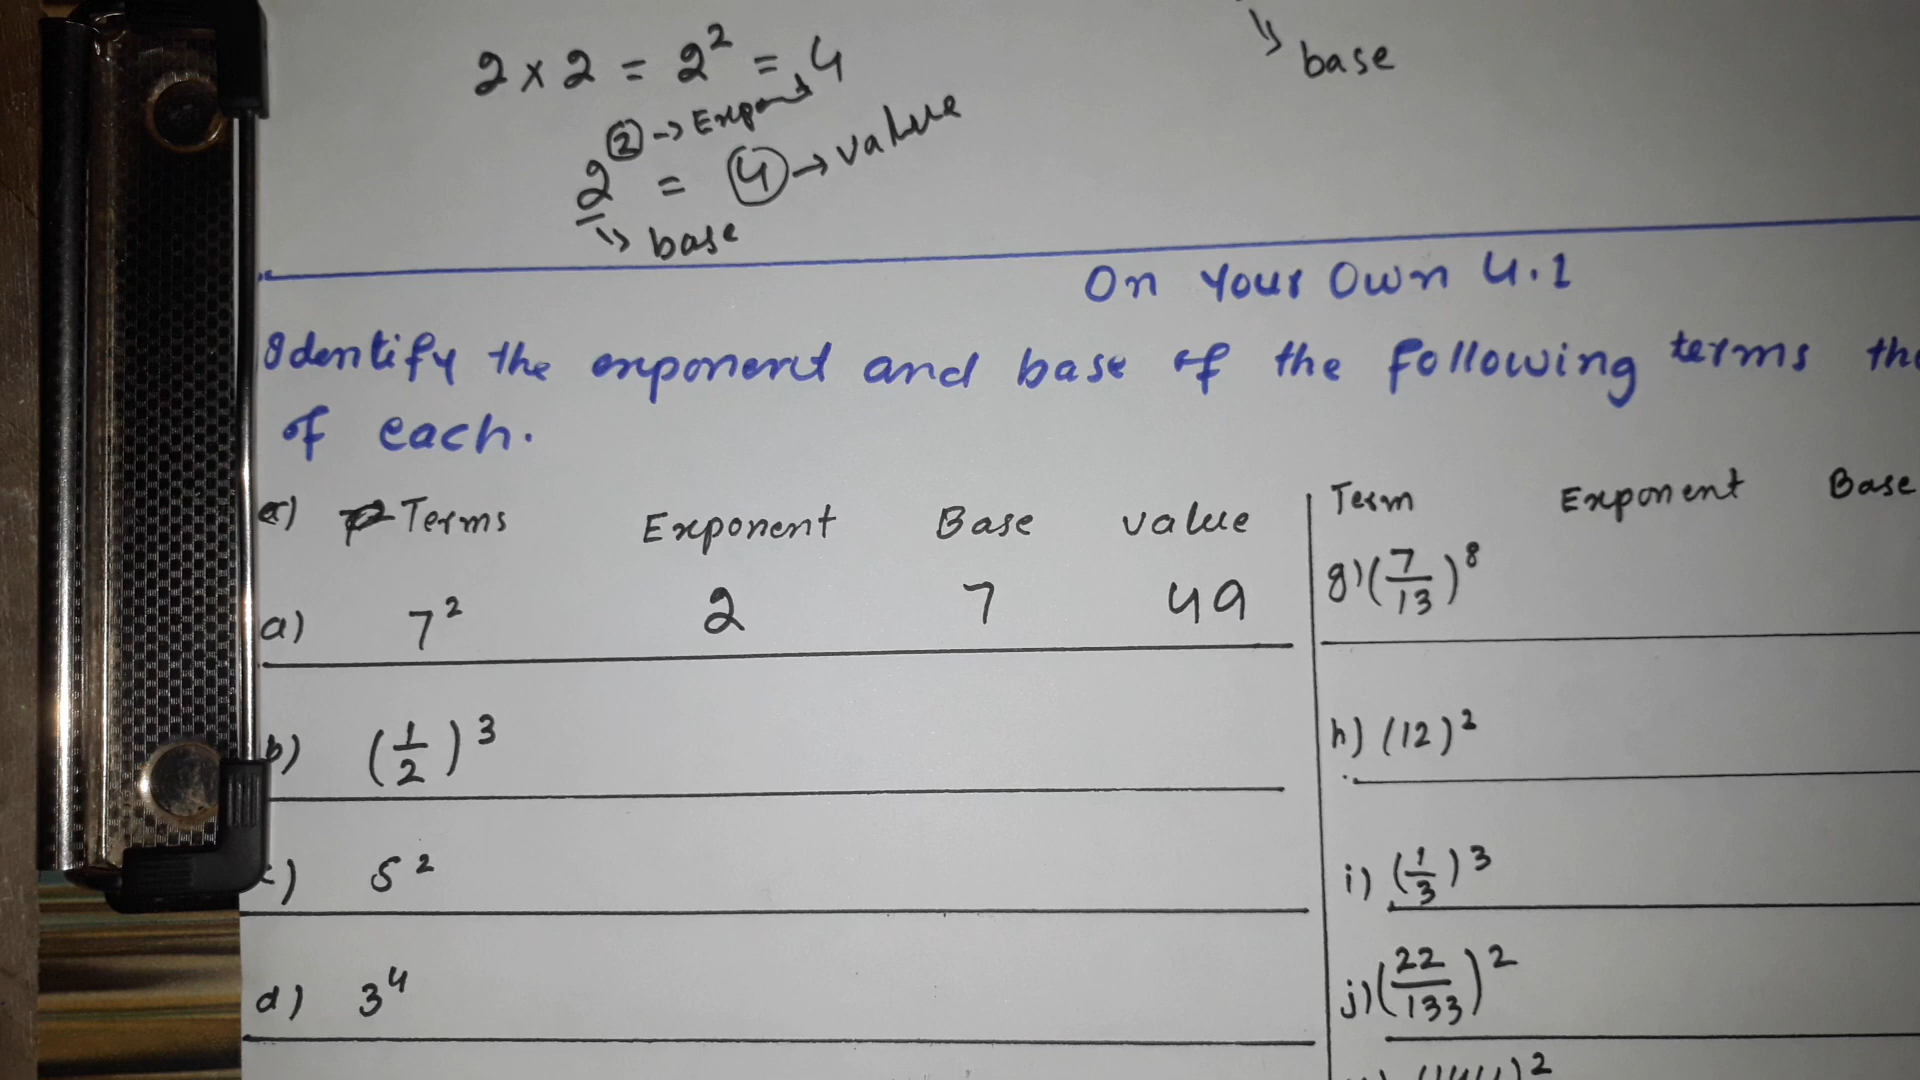 2 × 2 = 2² = 4
base
② → Exponent
2 = ④ → value
base
On Your Own 4.1
Identify the exponent and base of the following terms
of each.
Terms Exponent Base value
a) 7² 2 7 49
b) (1/2)³
c) 5²
d) 3⁴
Term Exponent Base
g) (7/13)⁸
h) (12)²
i) (1/3)³
j) (22/133)²